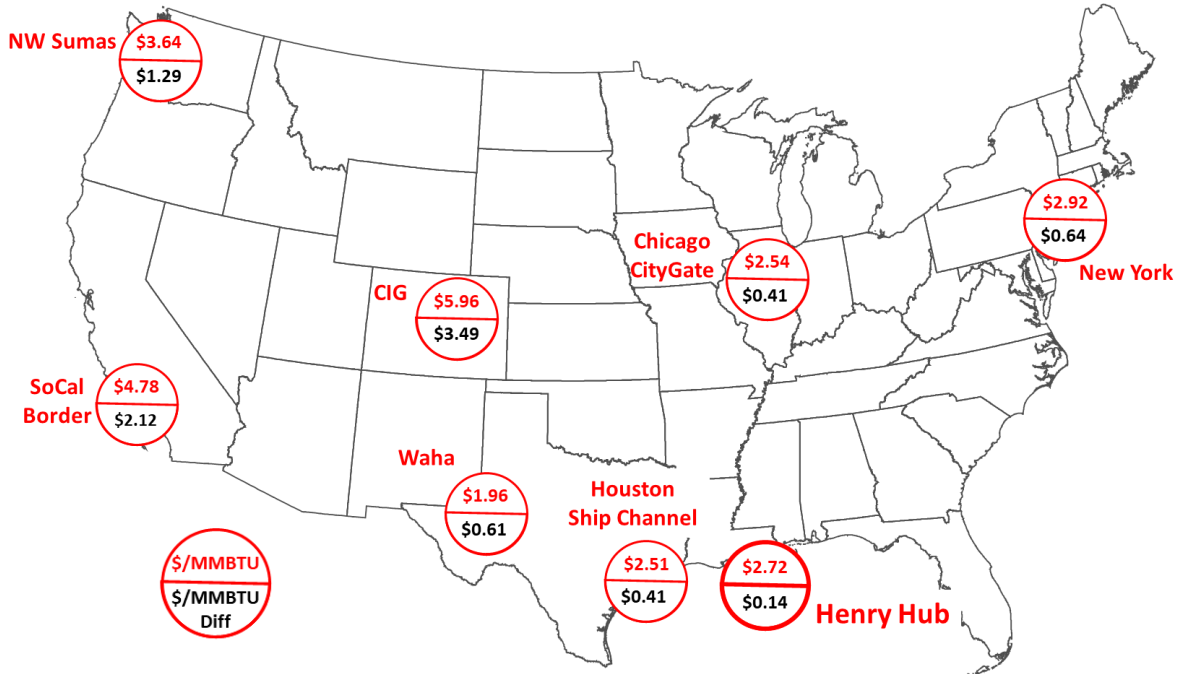 NW Sumas
$3.64
$1.29
$2.92
$0.64
New York
Chicago
CityGate
$2.54
$0.41
CIG
$5.96
$3.49
SoCal
Border
$4.78
$2.12
Waha
$1.96
$0.61
Houston
Ship Channel
$2.51
$0.41
$2.72
$0.14
Henry Hub
$/MMBTU
$/MMBTU
Diff